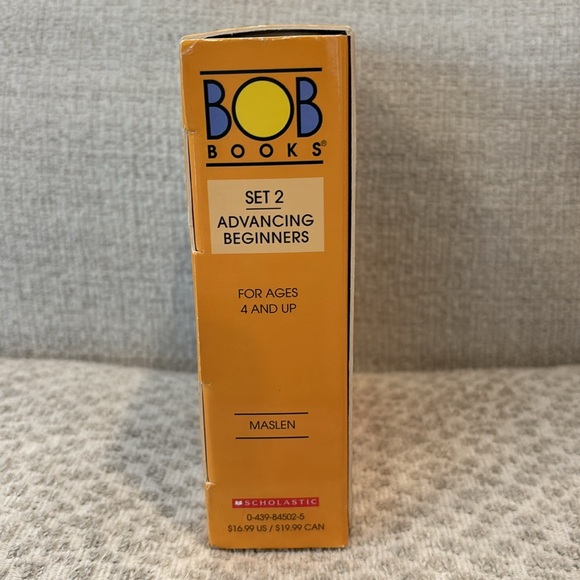 BOB
BOOKS®
SET 2
ADVANCING
BEGINNERS
FOR AGES
4 AND UP
MASLEN
SCHOLASTIC
0-439-84502-5
$16.99 US / $19.99 CAN